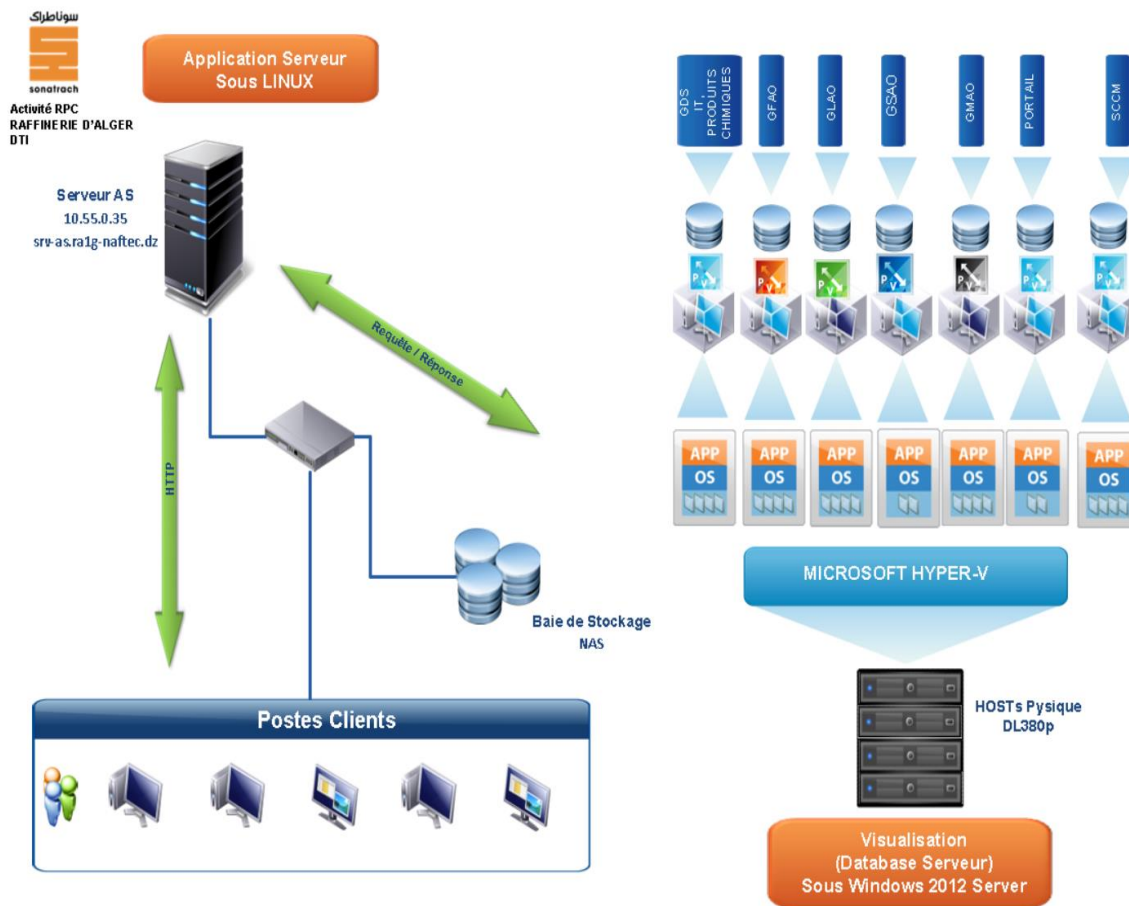 سوناطراك
sonatrach
Activité RPC
RAFFINERIE D'ALGER
DTI
Application Serveur
Sous LINUX
Serveur AS
10.55.0.35
srv-as.ra1g-naftec.dz
Requête / Réponse
HTTP
Baie de Stockage
NAS
Postes Clients
GDS
IT,
PRODUITS
CHIMIQUES
GFAO
GLAO
GSAO
GMAO
PORTAIL
SCCM
P V
P V
P V
P V
P V
P V
P V
APP
OS
APP
OS
APP
OS
APP
OS
APP
OS
APP
OS
APP
OS
MICROSOFT HYPER-V
HOSTs Pysique
DL380p
Visualisation
(Database Serveur)
Sous Windows 2012 Server